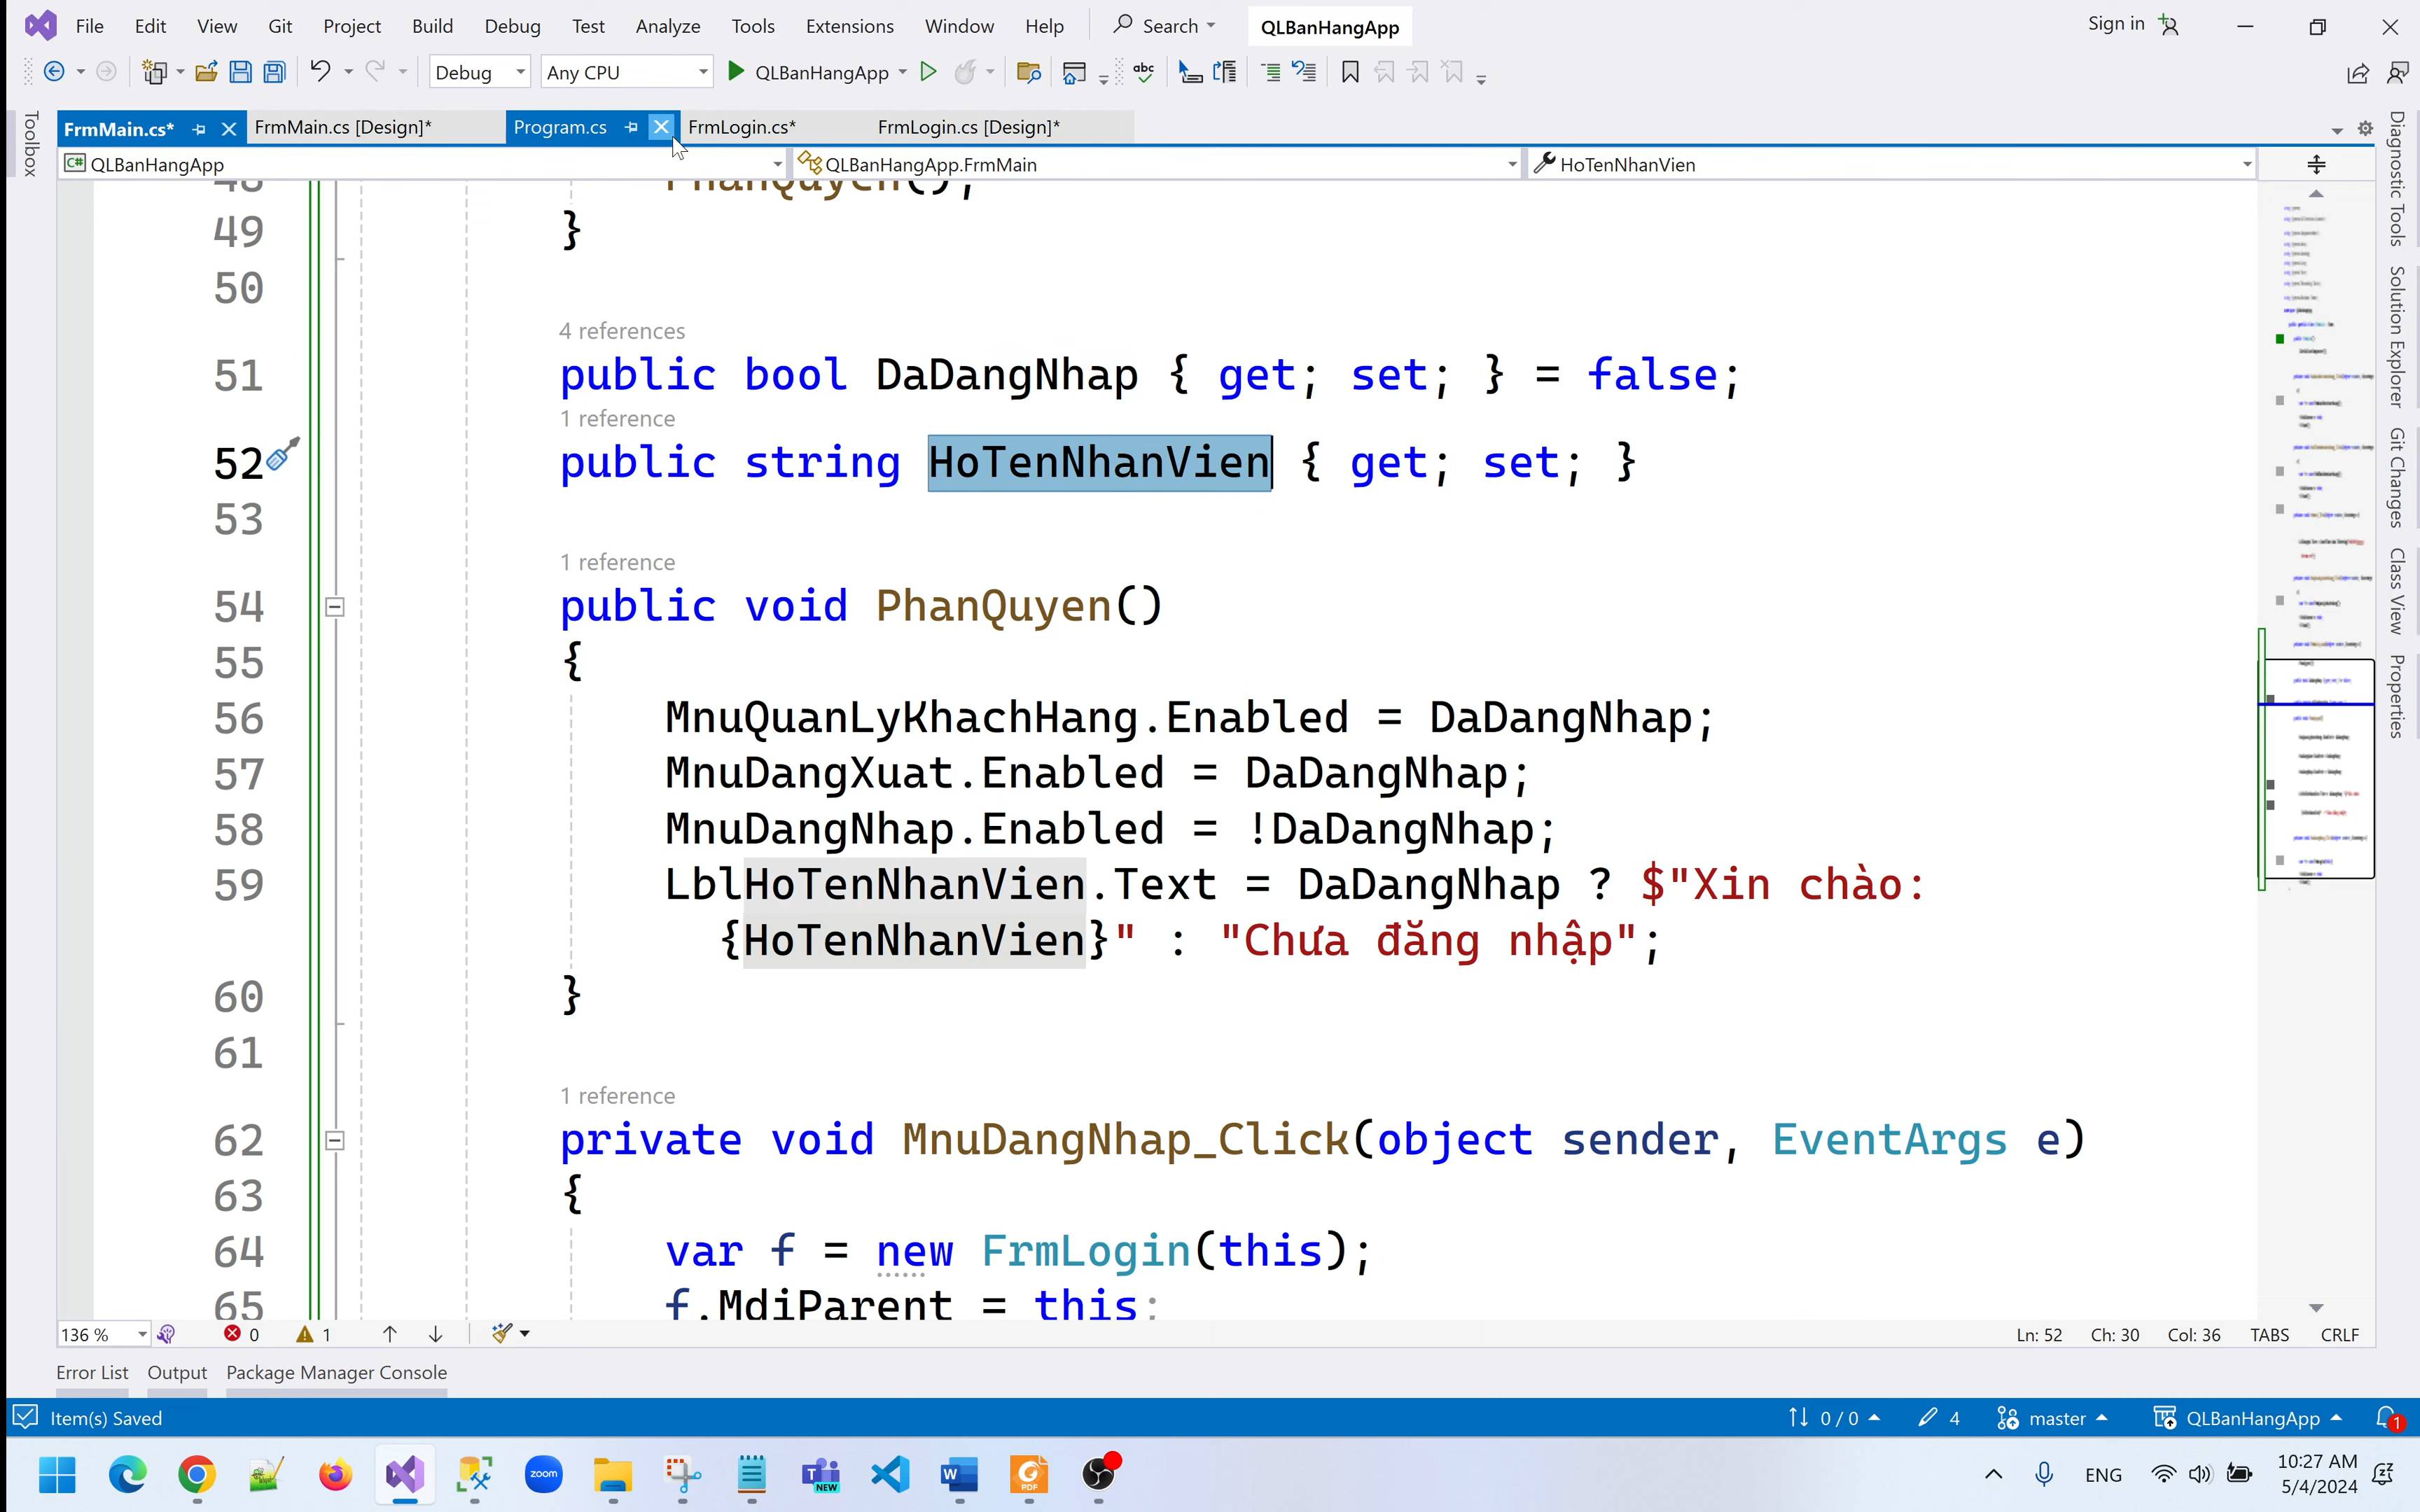 File Edit View Git Project Build Debug Test Analyze Tools Extensions Window Help Search QLBanHangApp Sign in
Debug Any CPU QLBanHangApp abc
FrmMain.cs* FrmMain.cs [Design]* Program.cs FrmLogin.cs* FrmLogin.cs [Design]*
C# QLBanHangApp QLBanHangApp.FrmMain HoTenNhanVien
Toolbox
Diagnostic Tools
Solution Explorer
Git Changes
Class View
Properties
48 PhanQuyen();
49 }
50
4 references
51 public bool DaDangNhap { get; set; } = false;
1 reference
52 public string HoTenNhanVien { get; set; }
53
1 reference
54 public void PhanQuyen()
55 {
56 MnuQuanLyKhachHang.Enabled = DaDangNhap;
57 MnuDangXuat.Enabled = DaDangNhap;
58 MnuDangNhap.Enabled = !DaDangNhap;
59 LblHoTenNhanVien.Text = DaDangNhap ? $"Xin chào:
{HoTenNhanVien}" : "Chưa đăng nhập";
60 }
61
1 reference
62 private void MnuDangNhap_Click(object sender, EventArgs e)
63 {
64 var f = new FrmLogin(this);
65 f.MdiParent = this;
136 % 0 1 Ln: 52 Ch: 30 Col: 36 TABS CRLF
Error List Output Package Manager Console
Item(s) Saved 0 / 0 4 master QLBanHangApp 1
zoom T NEW W PDF ENG 10:27 AM
5/4/2024